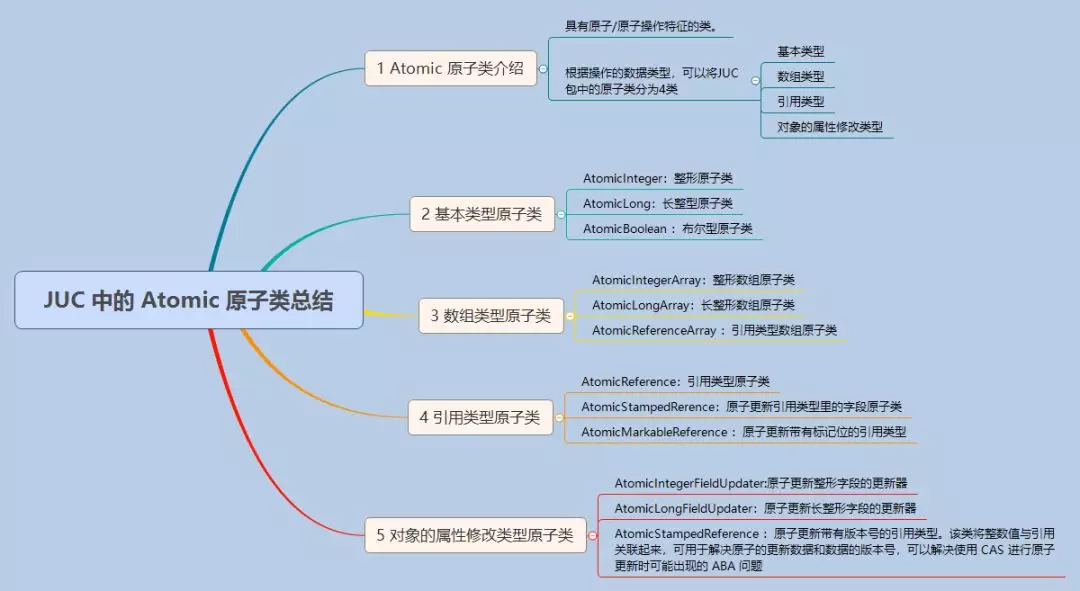 JUC 中的 Atomic 原子类总结
1 Atomic 原子类介绍
具有原子/原子操作特征的类。
根据操作的数据类型，可以将JUC
包中的原子类分为4类
基本类型
数组类型
引用类型
对象的属性修改类型
2 基本类型原子类
AtomicInteger：整形原子类
AtomicLong：长整型原子类
AtomicBoolean ：布尔型原子类
3 数组类型原子类
AtomicIntegerArray：整形数组原子类
AtomicLongArray：长整形数组原子类
AtomicReferenceArray ：引用类型数组原子类
4 引用类型原子类
AtomicReference：引用类型原子类
AtomicStampedRerence：原子更新引用类型里的字段原子类
AtomicMarkableReference ：原子更新带有标记位的引用类型
5 对象的属性修改类型原子类
AtomicIntegerFieldUpdater:原子更新整形字段的更新器
AtomicLongFieldUpdater：原子更新长整形字段的更新器
AtomicStampedReference ：原子更新带有版本号的引用类型。该类将整数值与引用
关联起来，可用于解决原子的更新数据和数据的版本号，可以解决使用 CAS 进行原子
更新时可能出现的 ABA 问题